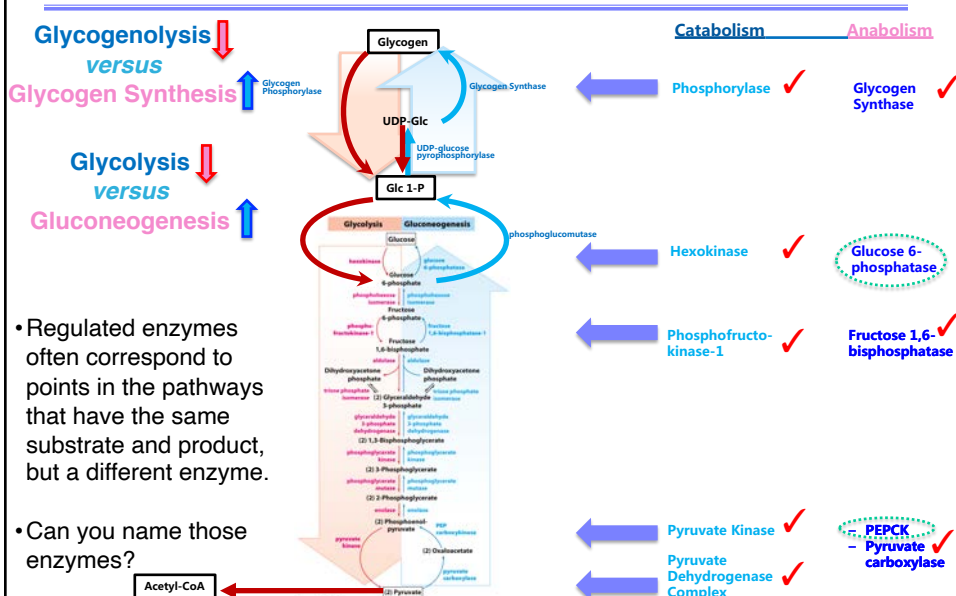 Glycogenolysis
versus
Glycogen Synthesis
Glycogen
Phosphorylase
Glycolysis
versus
Gluconeogenesis
•Regulated enzymes
often correspond to
points in the pathways
that have the same
substrate and product,
but a different enzyme.
•Can you name those
enzymes?
Acetyl-CoA
Glycogen
Glycogen Synthase
UDP-Glc
UDP-glucose
pyrophosphorylase
Glc 1-P
phosphoglucomutase
Glycolysis Gluconeogenesis
Glucose
hexokinase
glucose
6-phosphatase
Glucose
6-phosphate
phosphohexose
isomerase
phosphohexose
isomerase
Fructose
6-phosphate
phospho-
fructokinase-1
fructose
1,6-bisphosphatase-1
Fructose
1,6-bisphosphate
aldolase
aldolase
Dihydroxyacetone
phosphate
Dihydroxyacetone
phosphate
triose phosphate
isomerase
triose phosphate
isomerase
(2) Glyceraldehyde
3-phosphate
glyceraldehyde
3-phosphate
dehydrogenase
glyceraldehyde
3-phosphate
dehydrogenase
(2) 1,3-Bisphosphoglycerate
phosphoglycerate
kinase
phosphoglycerate
kinase
(2) 3-Phosphoglycerate
phosphoglycerate
mutase
phosphoglycerate
mutase
(2) 2-Phosphoglycerate
enolase
enolase
(2) Phosphoenol-
pyruvate
PEP
carboxykinase
pyruvate
kinase
(2) Oxaloacetate
pyruvate
carboxylase
(2) Pyruvate
Catabolism Anabolism
Phosphorylase
Glycogen
Synthase
Hexokinase
Glucose 6-
phosphatase
Phosphofructo-
kinase-1
Fructose 1,6-
bisphosphatase
Pyruvate Kinase
– PEPCK
– Pyruvate
carboxylase
Pyruvate
Dehydrogenase
Complex